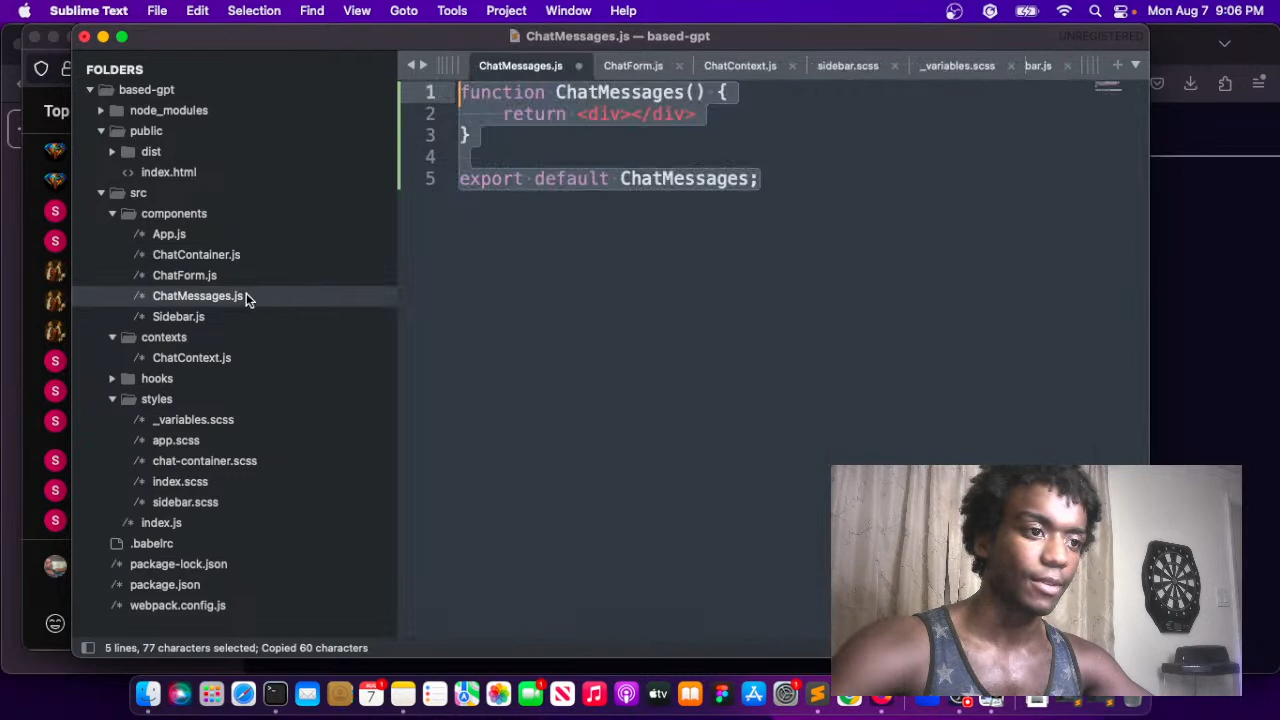 Sublime Text File Edit Selection Find View Goto Tools Project Window Help Mon Aug 7 9:06 PM
ChatMessages.js — based-gpt UNREGISTERED
FOLDERS
based-gpt
node_modules
public
dist
index.html
src
components
App.js
ChatContainer.js
ChatForm.js
ChatMessages.js
Sidebar.js
contexts
ChatContext.js
hooks
styles
_variables.scss
app.scss
chat-container.scss
index.scss
sidebar.scss
index.js
.babelrc
package-lock.json
package.json
webpack.config.js
ChatMessages.js ChatForm.js ChatContext.js sidebar.scss _variables.scss bar.js
1 function ChatMessages() {
2 return <div></div>
3 }
4
5 export default ChatMessages;
5 lines, 77 characters selected; Copied 60 characters
Top
S
S
S
S
S
S
S
S